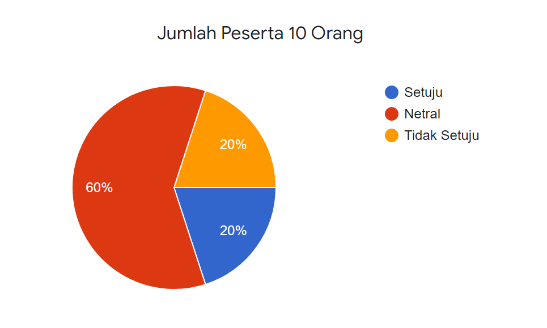 Jumlah Peserta 10 Orang
Setuju
Netral
Tidak Setuju
20%
60%
20%